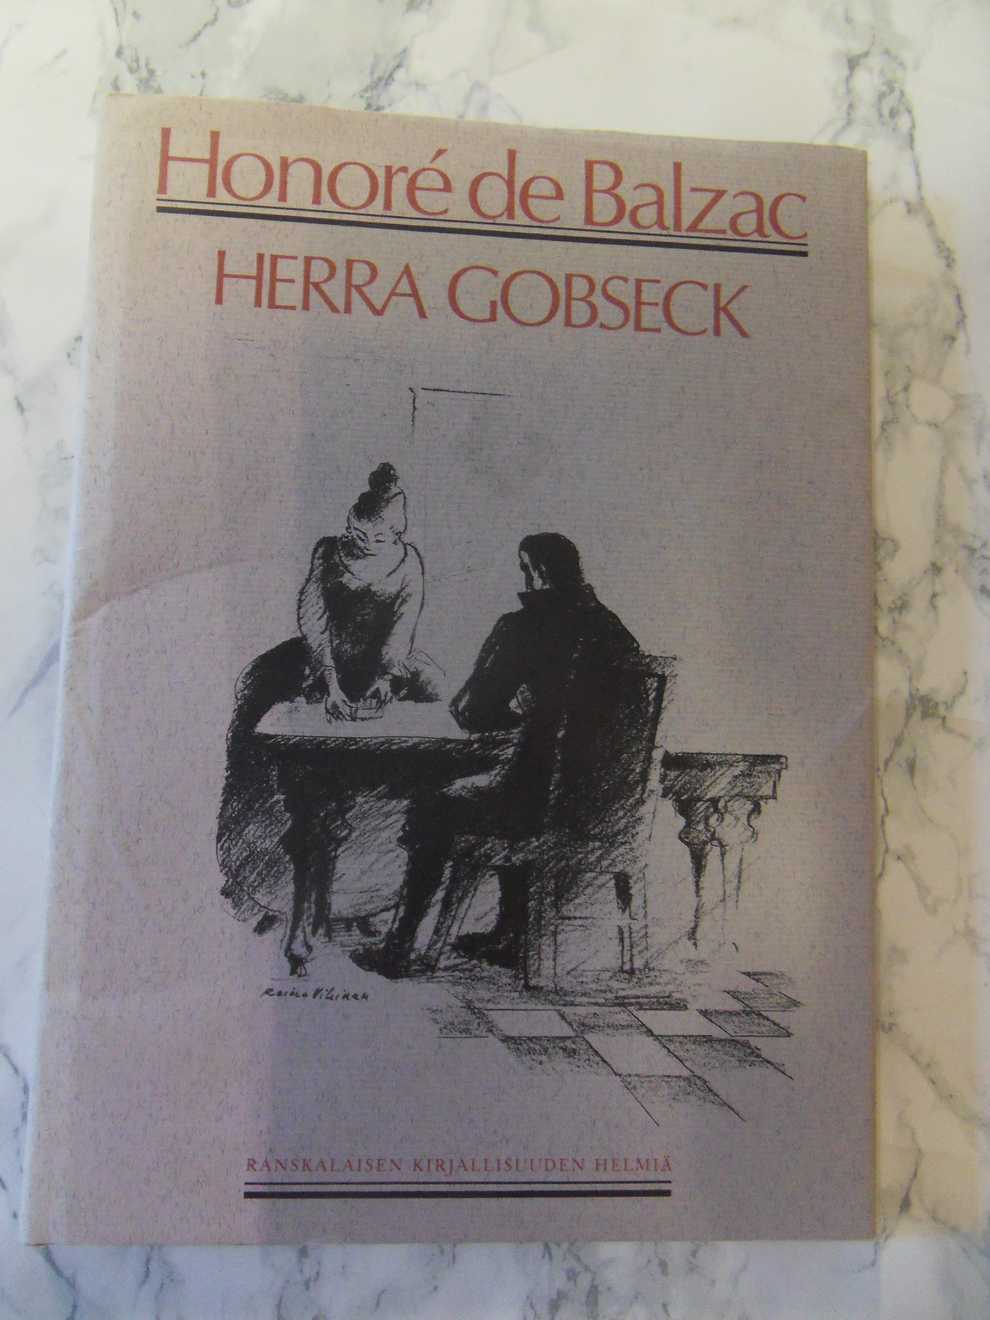 Honoré de Balzac
HERRA GOBSECK
RANSKALAISEN KIRJALLISUUDEN HELMIÄ